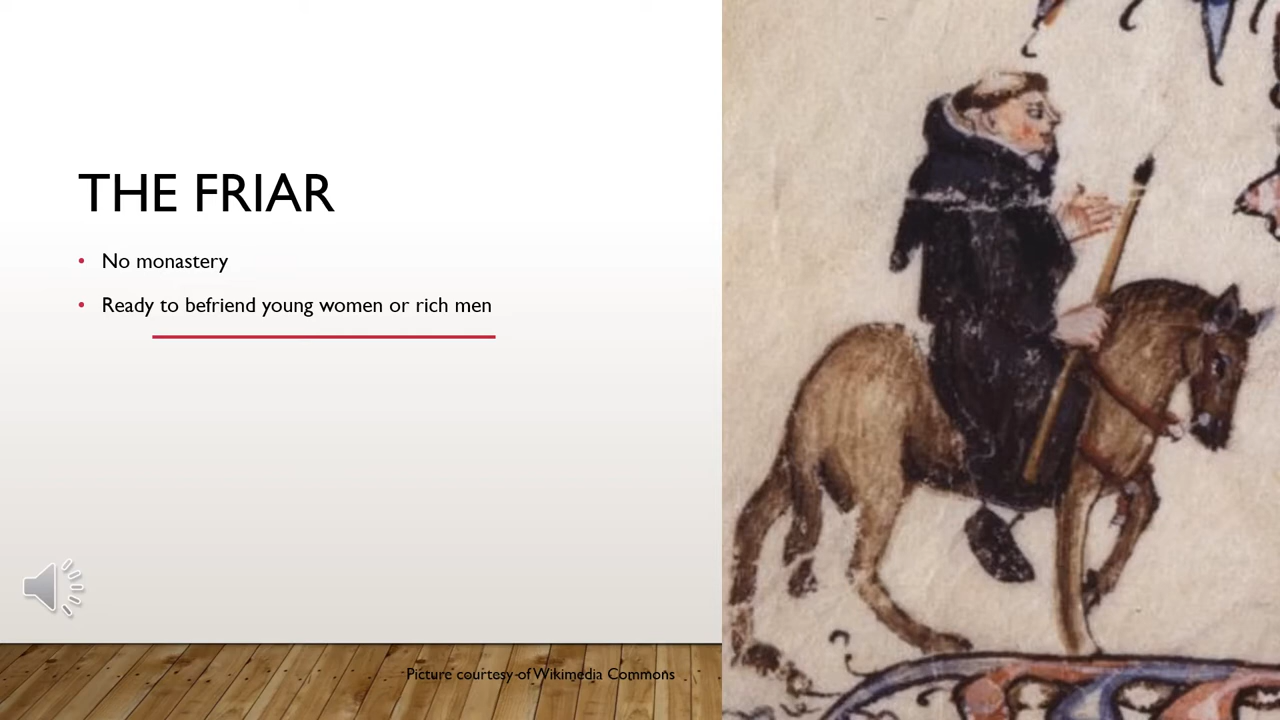 THE FRIAR
• No monastery
• Ready to befriend young women or rich men
Picture courtesy of Wikimedia Commons